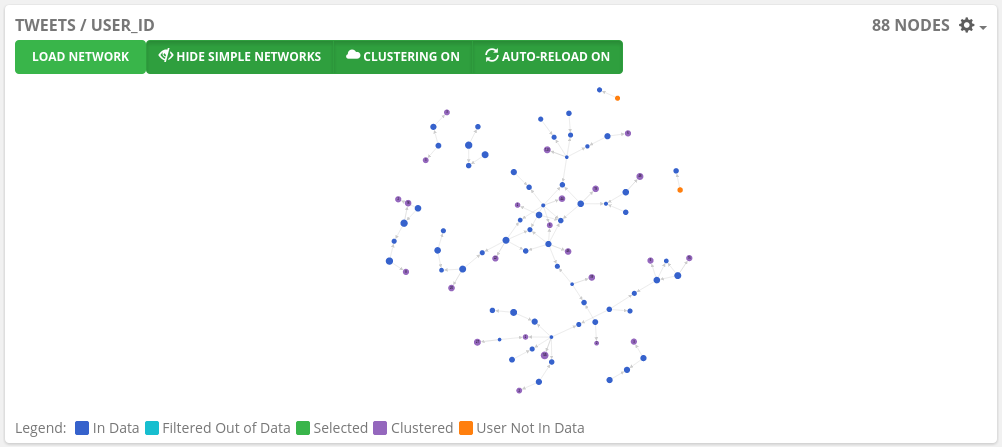 TWEETS / USER_ID 88 NODES
LOAD NETWORK HIDE SIMPLE NETWORKS CLUSTERING ON AUTO-RELOAD ON
Legend: In Data Filtered Out of Data Selected Clustered User Not In Data